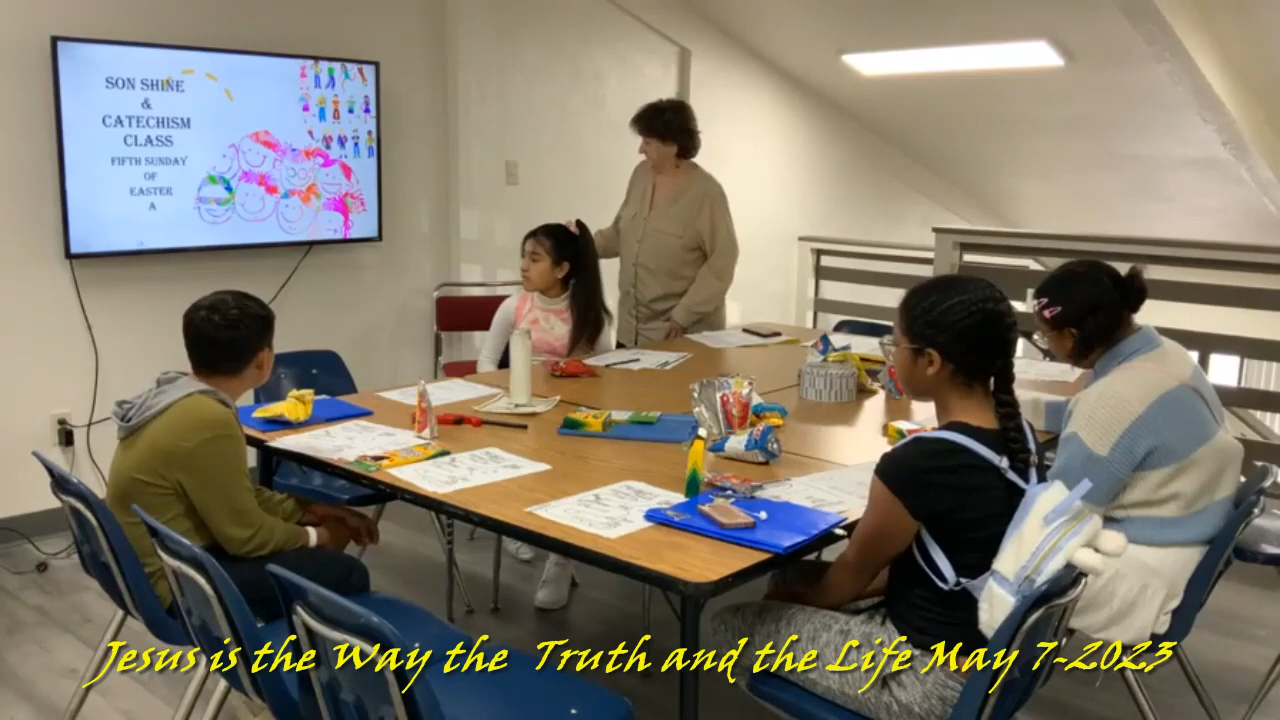 SON SHINE
&
CATECHISM
CLASS
FIFTH SUNDAY
OF
EASTER
A
Jesus is the Way the Truth and the Life May 7-2023